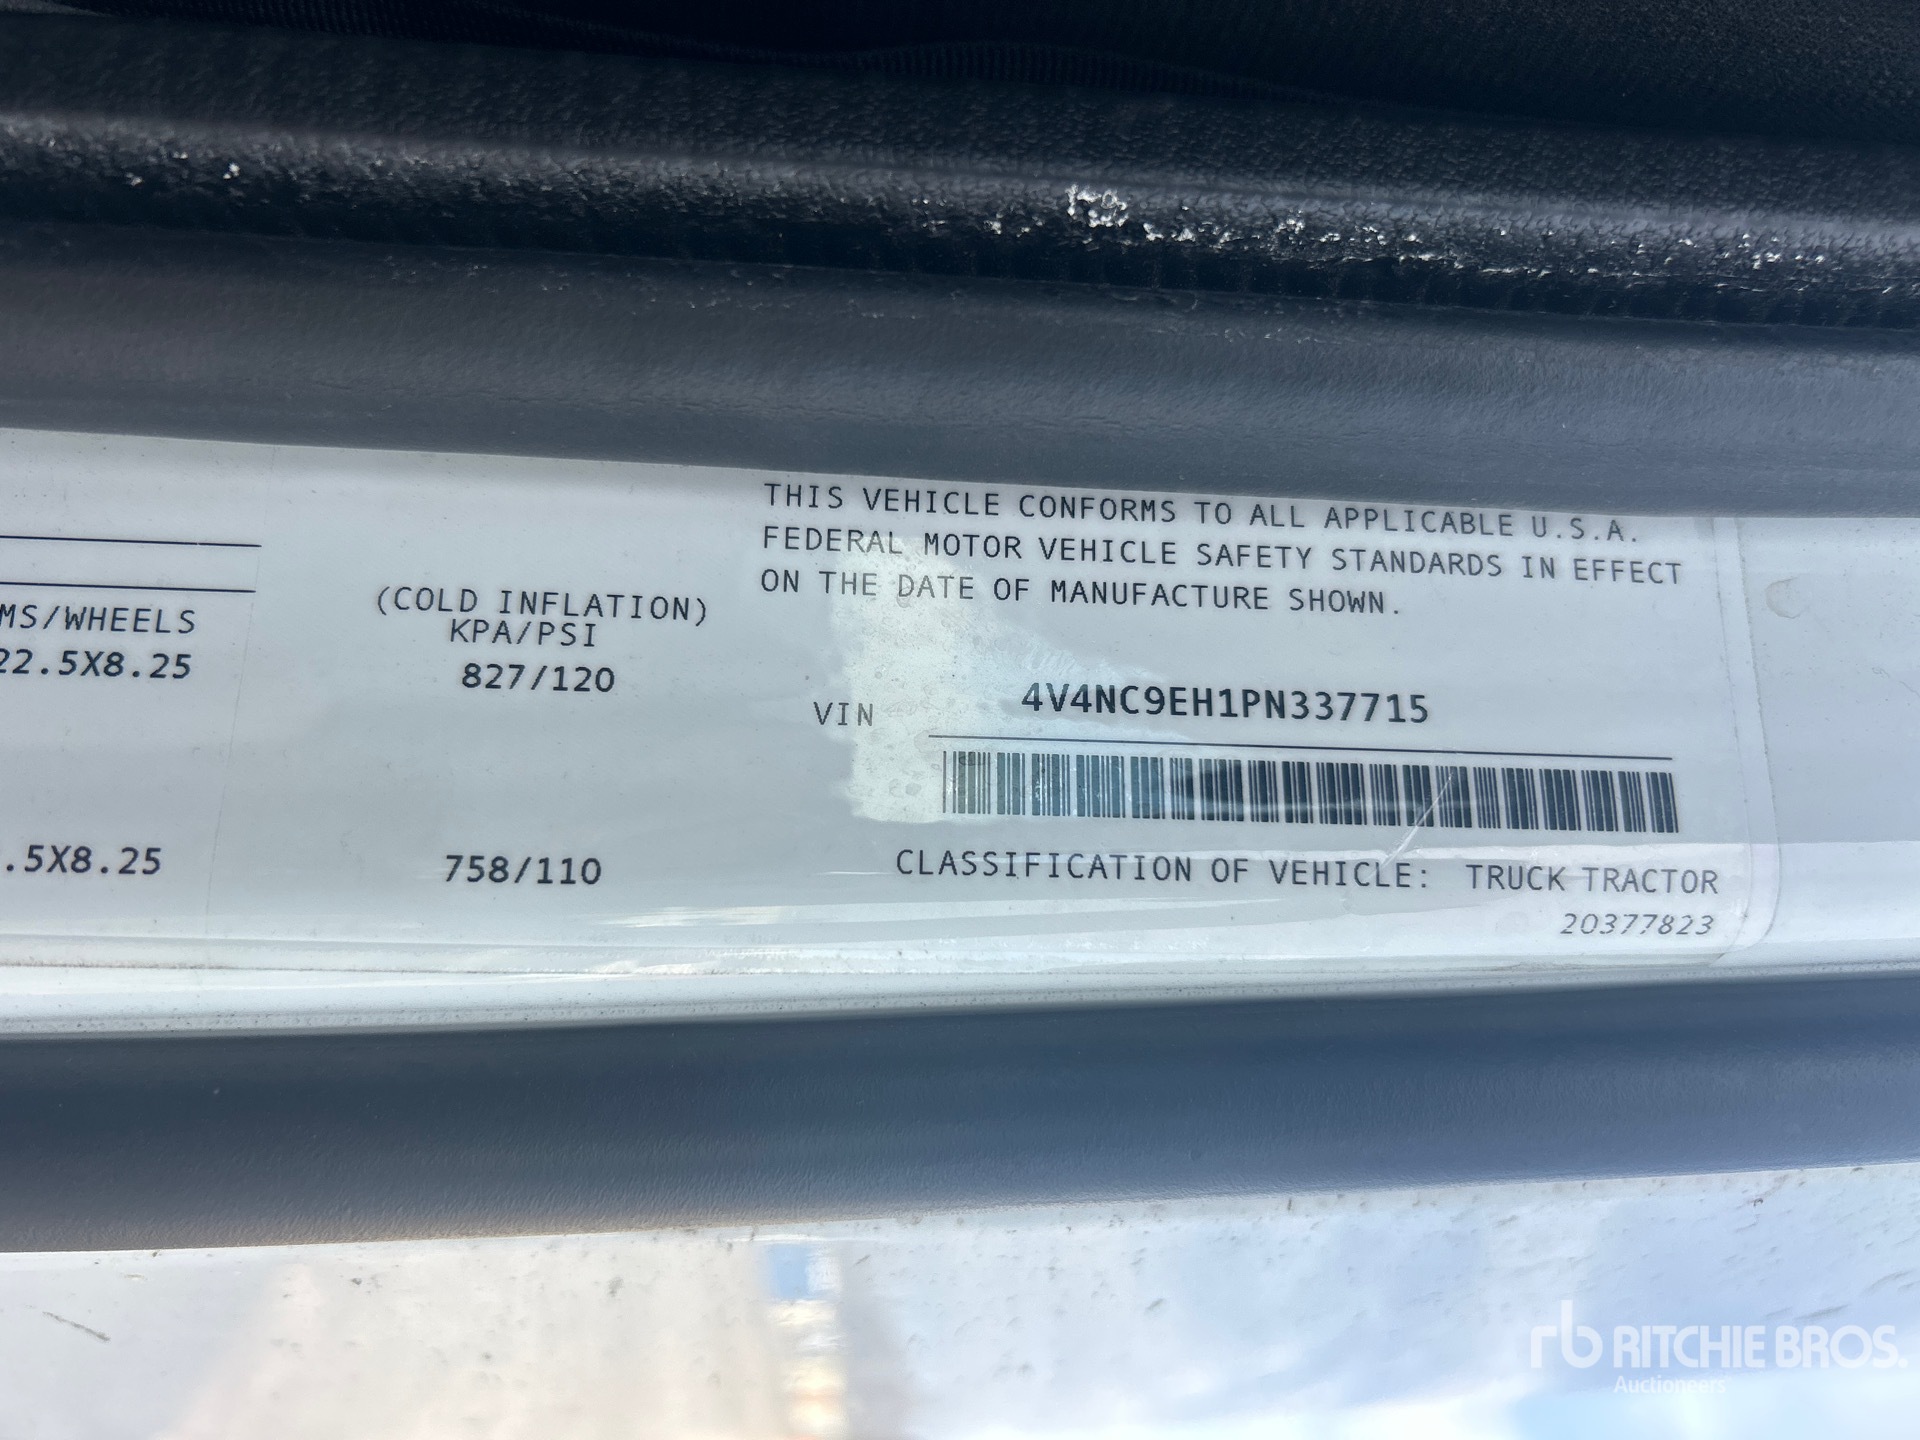 THIS VEHICLE CONFORMS TO ALL APPLICABLE U.S.A.
FEDERAL MOTOR VEHICLE SAFETY STANDARDS IN EFFECT
ON THE DATE OF MANUFACTURE SHOWN.
MS/WHEELS
(COLD INFLATION)
KPA/PSI
22.5X8.25
827/120
VIN
4V4NC9EH1PN337715
.5X8.25
758/110
CLASSIFICATION OF VEHICLE: TRUCK TRACTOR
20377823
rb RITCHIE BROS.
Auctioneers